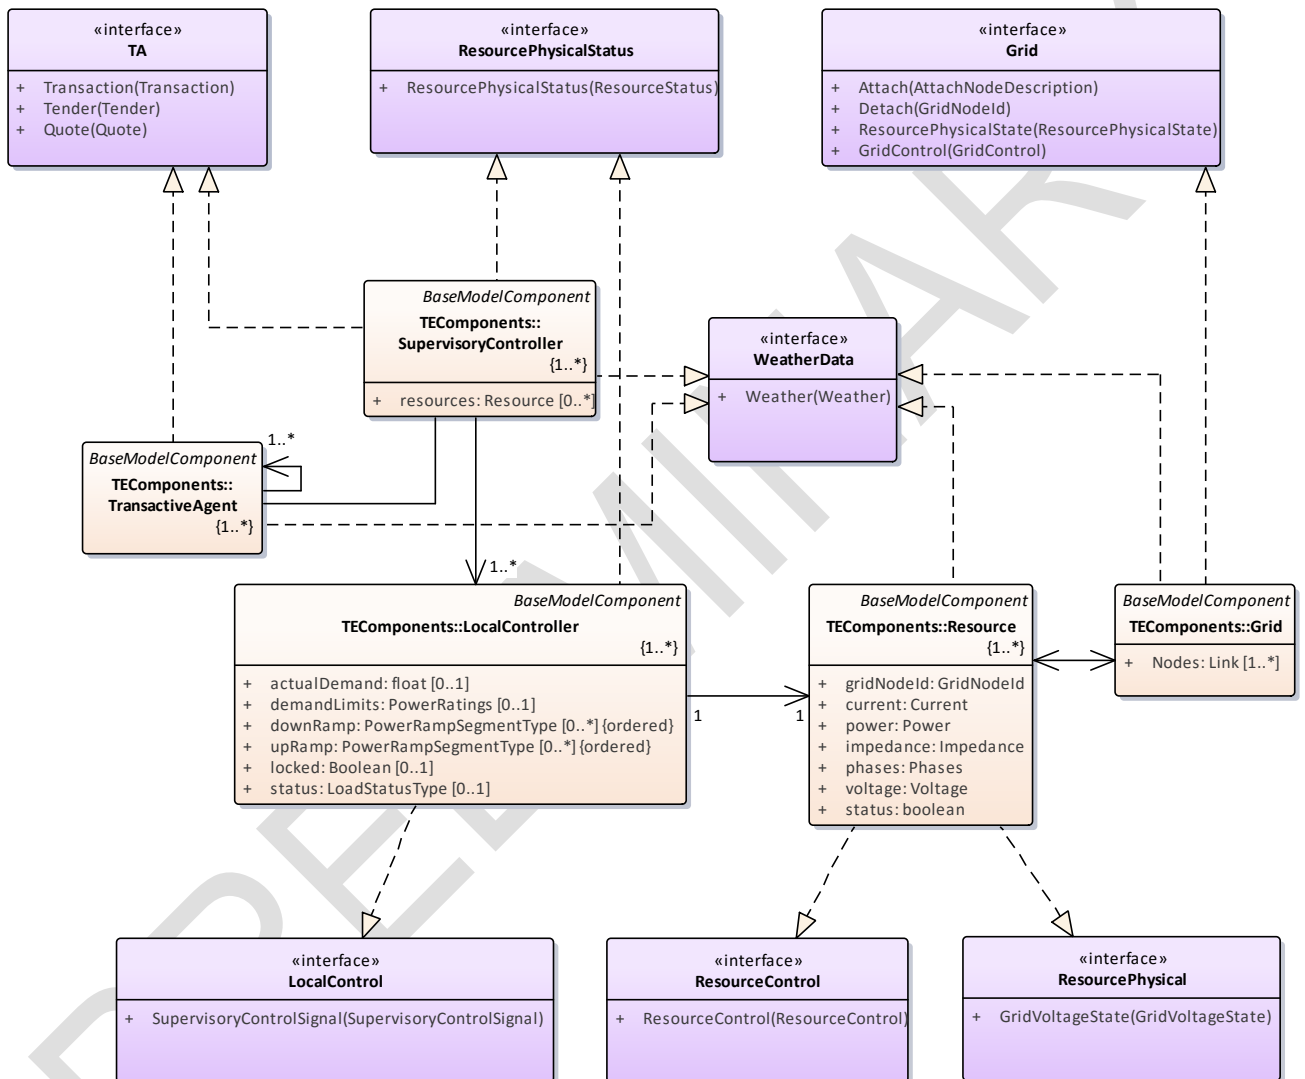 «interface»
TA
+ Transaction(Transaction)
+ Tender(Tender)
+ Quote(Quote)
«interface»
ResourcePhysicalStatus
+ ResourcePhysicalStatus(ResourceStatus)
«interface»
Grid
+ Attach(AttachNodeDescription)
+ Detach(GridNodeId)
+ ResourcePhysicalState(ResourcePhysicalState)
+ GridControl(GridControl)
BaseModelComponent
TEComponents::
SupervisoryController
{1..*}
+ resources: Resource [0..*]
«interface»
WeatherData
+ Weather(Weather)
1..*
BaseModelComponent
TEComponents::
TransactiveAgent
{1..*}
1..*
BaseModelComponent
TEComponents::LocalController
{1..*}
+ actualDemand: float [0..1]
+ demandLimits: PowerRatings [0..1]
+ downRamp: PowerRampSegmentType [0..*] {ordered}
+ upRamp: PowerRampSegmentType [0..*] {ordered}
+ locked: Boolean [0..1]
+ status: LoadStatusType [0..1]
1
1
BaseModelComponent
TEComponents::Resource
{1..*}
+ gridNodeId: GridNodeId
+ current: Current
+ power: Power
+ impedance: Impedance
+ phases: Phases
+ voltage: Voltage
+ status: boolean
BaseModelComponent
TEComponents::Grid
+ Nodes: Link [1..*]
«interface»
LocalControl
+ SupervisoryControlSignal(SupervisoryControlSignal)
«interface»
ResourceControl
+ ResourceControl(ResourceControl)
«interface»
ResourcePhysical
+ GridVoltageState(GridVoltageState)